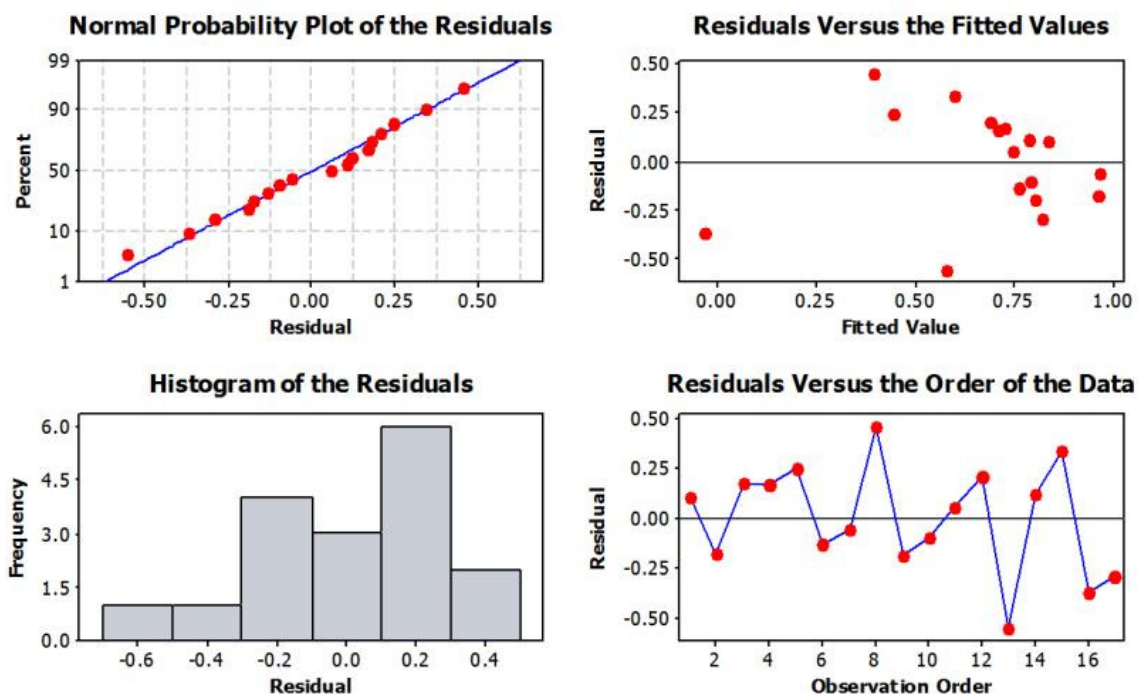 Normal Probability Plot of the Residuals
Percent
99
90
50
10
1
-0.50 -0.25 0.00 0.25 0.50
Residual
Residuals Versus the Fitted Values
Residual
0.50
0.25
0.00
-0.25
-0.50
0.00 0.25 0.50 0.75 1.00
Fitted Value
Histogram of the Residuals
Frequency
6.0
4.5
3.0
1.5
0.0
-0.6 -0.4 -0.2 0.0 0.2 0.4
Residual
Residuals Versus the Order of the Data
Residual
0.50
0.25
0.00
-0.25
-0.50
2 4 6 8 10 12 14 16
Observation Order